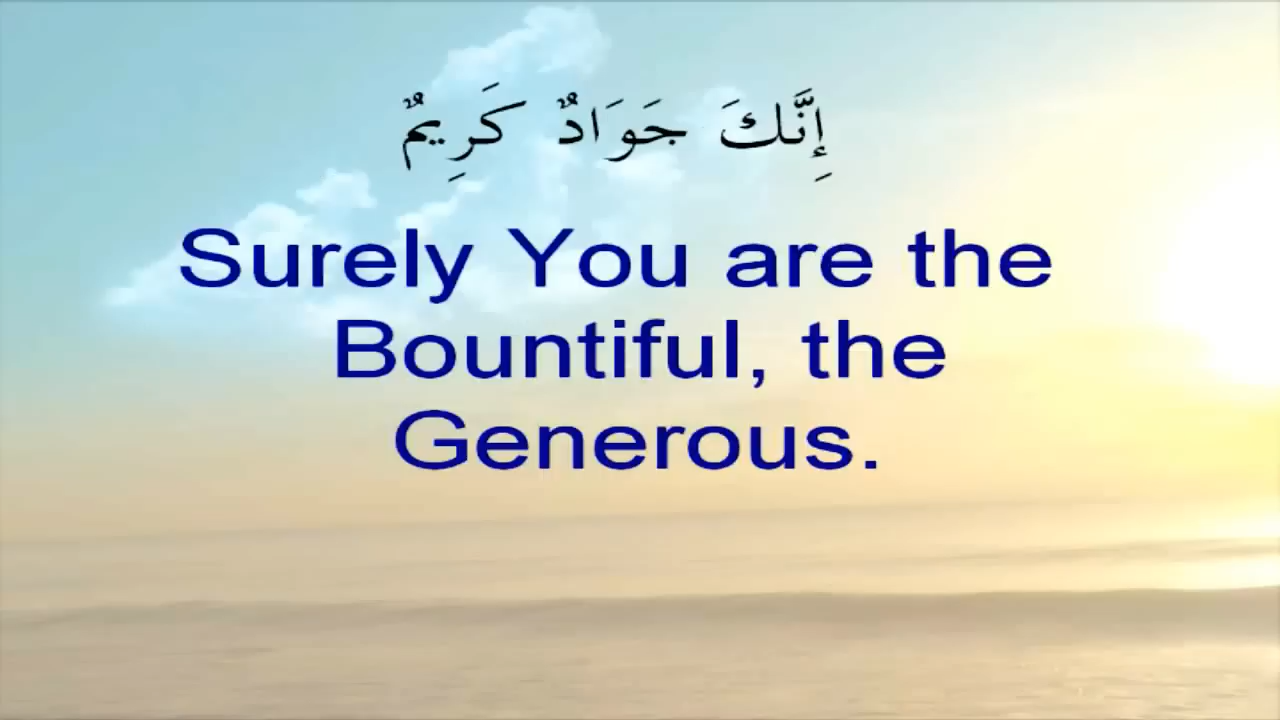 إِنَّكَ جَوَادٌ كَرِيمٌ
Surely You are the
Bountiful, the
Generous.